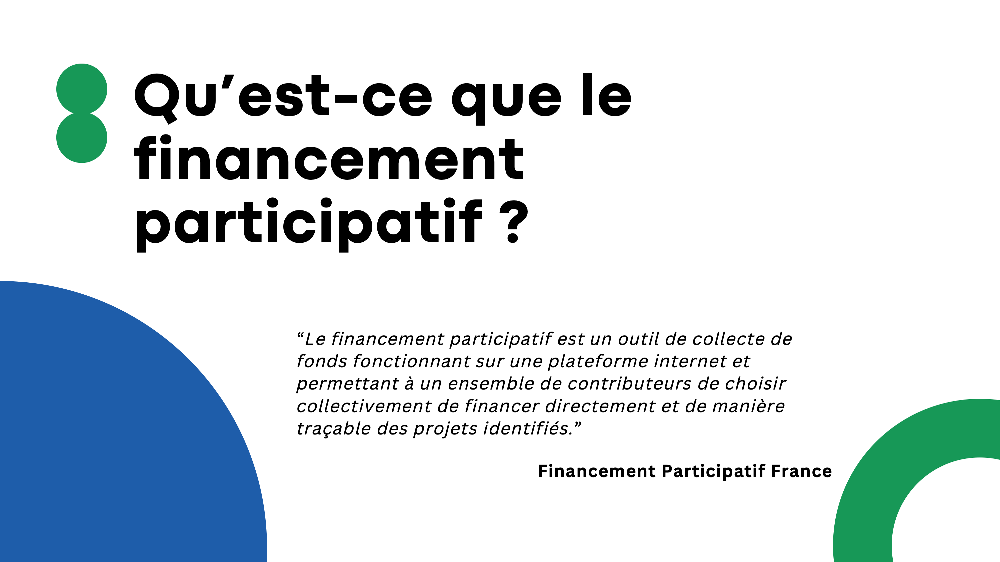 Qu’est-ce que le
financement
participatif ?
“Le financement participatif est un outil de collecte de
fonds fonctionnant sur une plateforme internet et
permettant à un ensemble de contributeurs de choisir
collectivement de financer directement et de manière
traçable des projets identifiés.”
Financement Participatif France